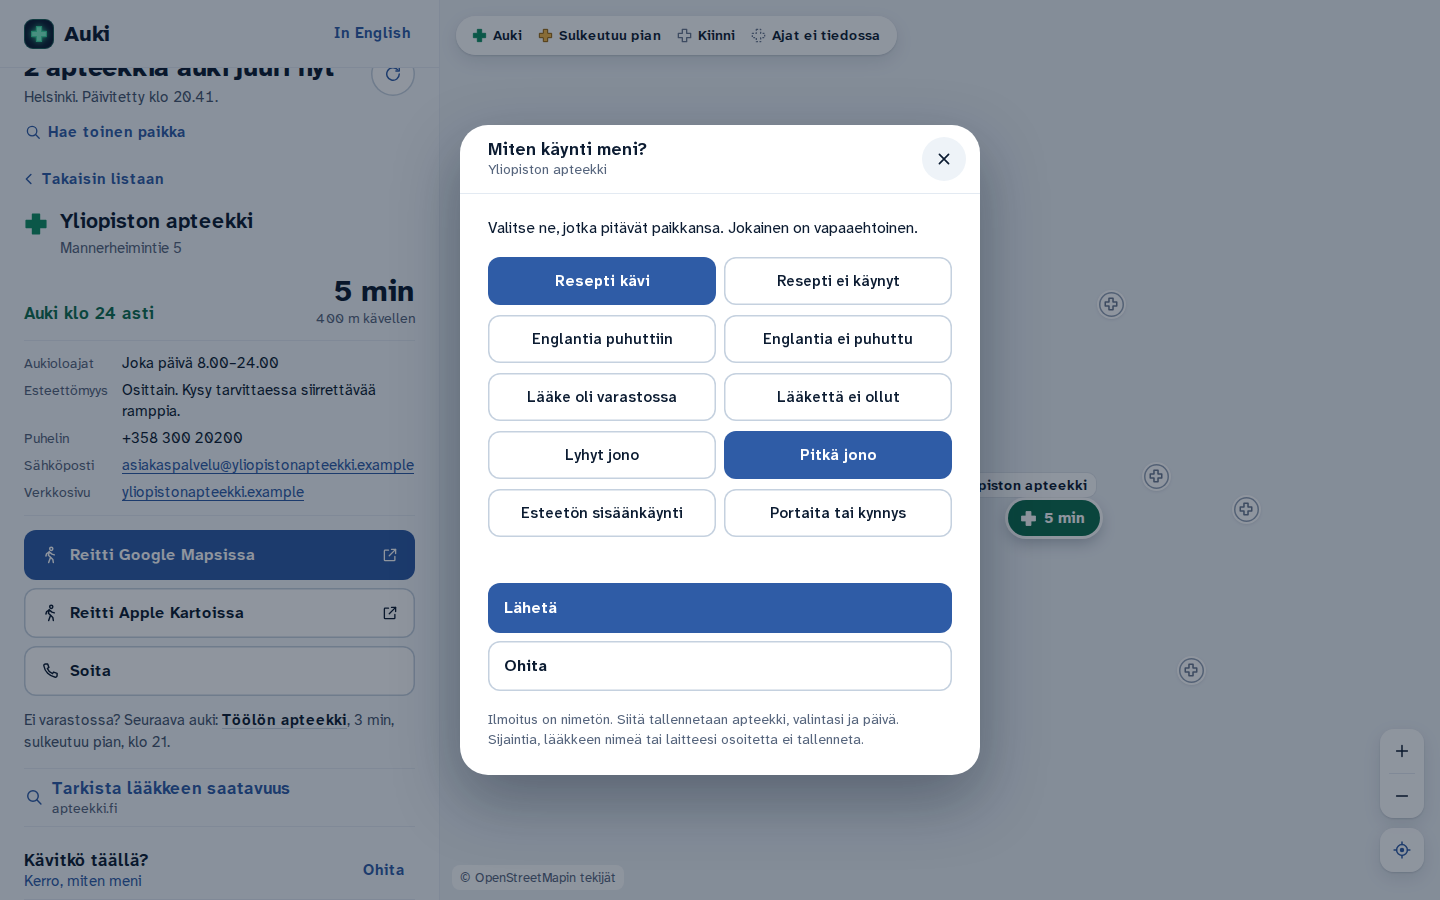 Auki
In English
2 apteekkia auki juuri nyt
Helsinki. Päivitetty klo 20.41.
Hae toinen paikka
Takaisin listaan
Yliopiston apteekki
Mannerheimintie 5
5 min
Auki klo 24 asti
400 m kävellen
Aukioloajat
Joka päivä 8.00–24.00
Esteettömyys
Osittain. Kysy tarvittaessa siirrettävää
ramppia.
Puhelin
+358 300 20200
Sähköposti
asiakaspalvelu@yliopistonapteekki.example
Verkkosivu
yliopistonapteekki.example
Reitti Google Mapsissa
Reitti Apple Kartoissa
Soita
Ei varastossa? Seuraava auki: Töölön apteekki, 3 min,
sulkeutuu pian, klo 21.
Tarkista lääkkeen saatavuus
apteekki.fi
Kävitkö täällä?
Kerro, miten meni
Ohita
Auki
Sulkeutuu pian
Kiinni
Ajat ei tiedossa
Miten käynti meni?
Yliopiston apteekki
Valitse ne, jotka pitävät paikkansa. Jokainen on vapaaehtoinen.
Resepti kävi
Resepti ei käynyt
Englantia puhuttiin
Englantia ei puhuttu
Lääke oli varastossa
Lääkettä ei ollut
Lyhyt jono
Pitkä jono
Esteetön sisäänkäynti
Portaita tai kynnys
Lähetä
Ohita
Ilmoitus on nimetön. Siitä tallennetaan apteekki, valintasi ja päivä.
Sijaintia, lääkkeen nimeä tai laitteesi osoitetta ei tallenneta.
piston apteekki
5 min
© OpenStreetMapin tekijät